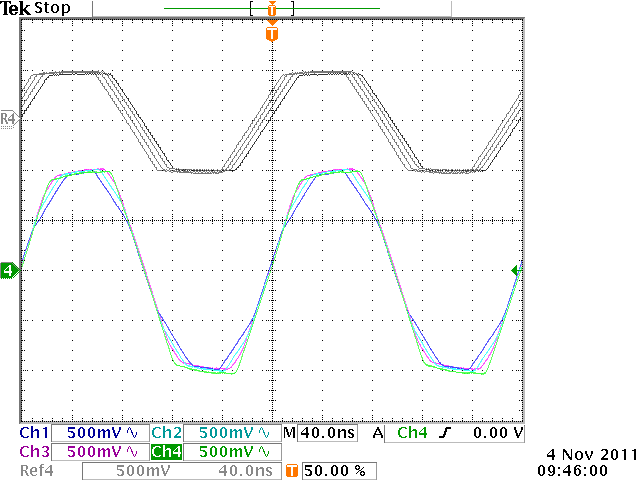 Tek Stop
T
T
R4
4
Ch1 500mV Ch2 500mV M 40.0ns A Ch4 0.00 V
Ch3 500mV Ch4 500mV
Ref4 500mV 40.0ns T 50.00 %
4 Nov 2011
09:46:00